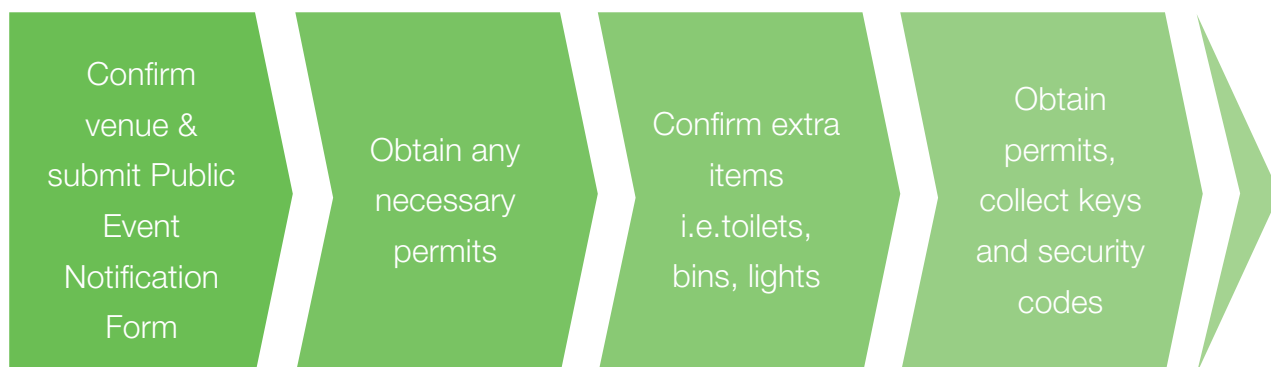 Confirm
venue &
submit Public
Event
Notification
Form
Obtain any
necessary
permits
Confirm extra
items
i.e.toilets,
bins, lights
Obtain
permits,
collect keys
and security
codes